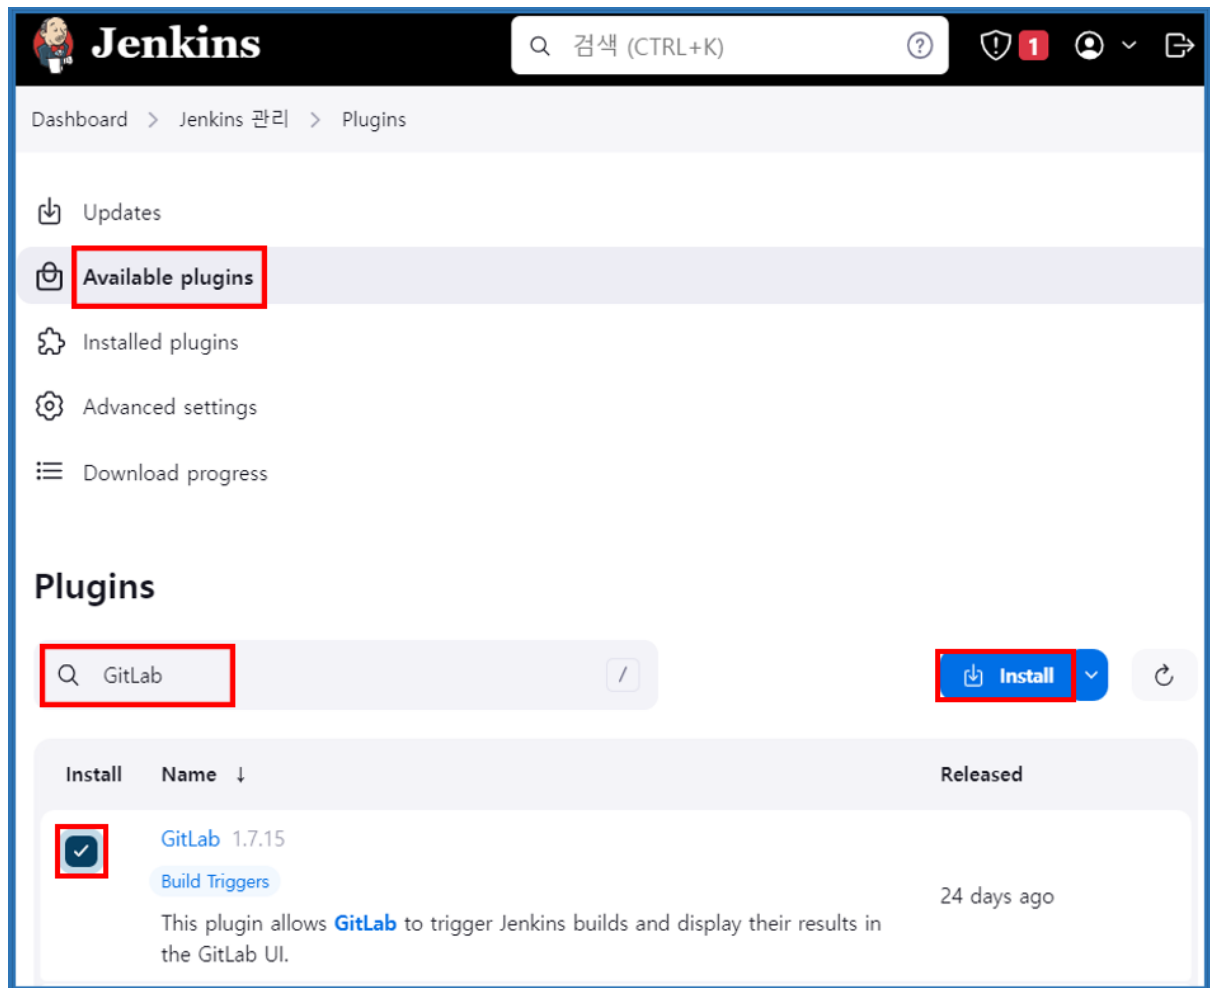 Jenkins
검색 (CTRL+K)
1
Dashboard > Jenkins 관리 > Plugins
Updates
Available plugins
Installed plugins
Advanced settings
Download progress
Plugins
GitLab /
Install
Install Name ↓ Released
GitLab 1.7.15
Build Triggers
24 days ago
This plugin allows GitLab to trigger Jenkins builds and display their results in
the GitLab UI.